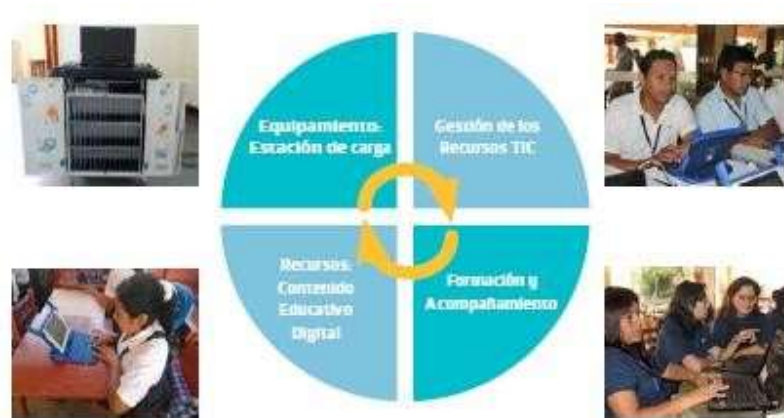 Equipamiento:
Estación de carga
Gestión de los
Recursos TIC
Recursos:
Contenido
Educativo
Digital
Formación y
Acompañamiento